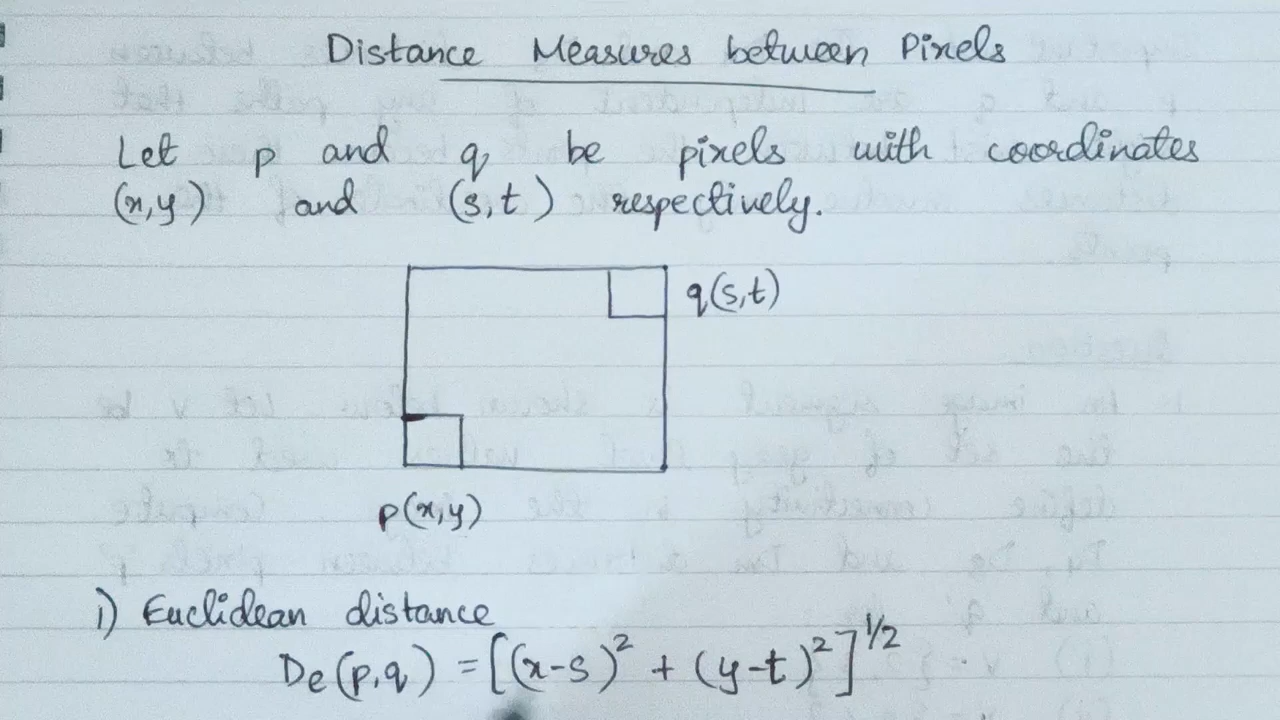 Distance Measures between Pixels
Let p and q be pixels with coordinates
(x,y) and (s,t) respectively.
q(s,t)
p(x,y)
i) Euclidean distance
De(p,q) = [(x-s)² + (y-t)²]^1/2